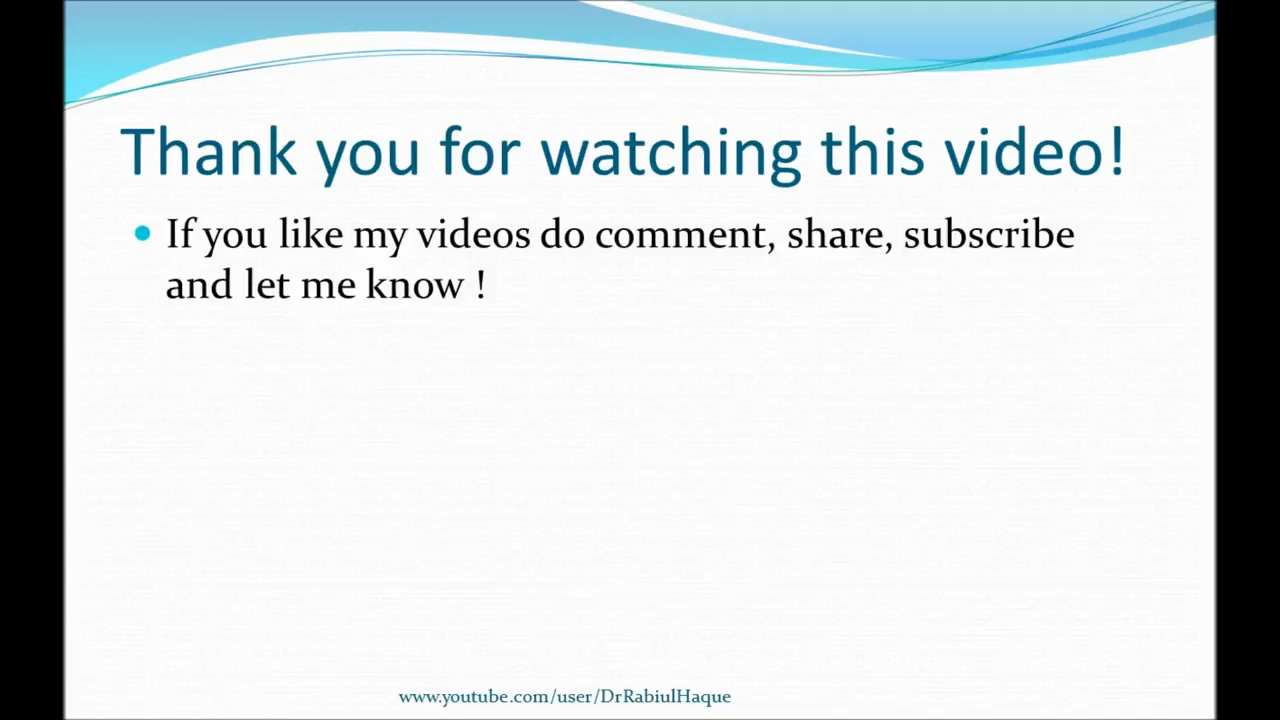 Thank you for watching this video!
• If you like my videos do comment, share, subscribe
and let me know !
www.youtube.com/user/DrRabiulHaque